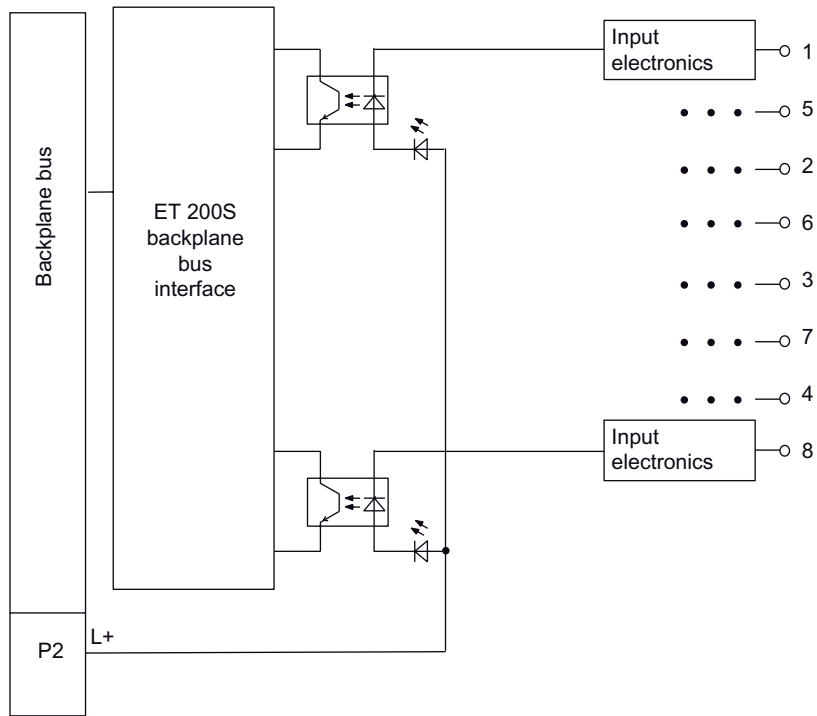 Backplane bus
ET 200S
backplane
bus
interface
Input
electronics
1
5
2
6
3
7
4
Input
electronics
8
P2
L+